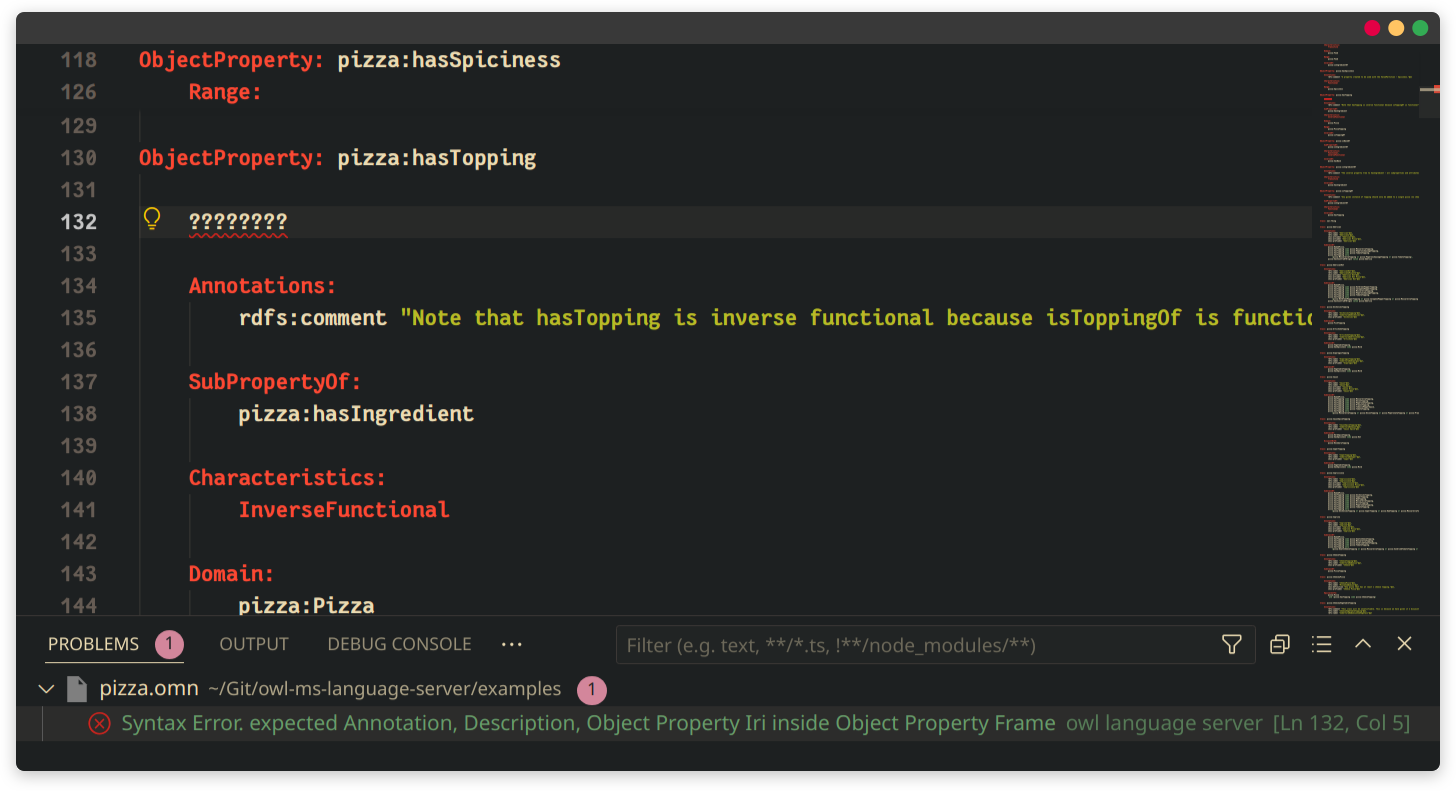 118 ObjectProperty: pizza:hasSpiciness
126 Range:
129
130 ObjectProperty: pizza:hasTopping
131
132 ????????
133
134 Annotations:
135 rdfs:comment "Note that hasTopping is inverse functional because isToppingOf is functio
136
137 SubPropertyOf:
138 pizza:hasIngredient
139
140 Characteristics:
141 InverseFunctional
142
143 Domain:
144 pizza:Pizza
PROBLEMS 1 OUTPUT DEBUG CONSOLE ··· Filter (e.g. text, **/*.ts, !**/node_modules/**)
pizza.omn ~/Git/owl-ms-language-server/examples 1
Syntax Error. expected Annotation, Description, Object Property Iri inside Object Property Frame owl language server [Ln 132, Col 5]